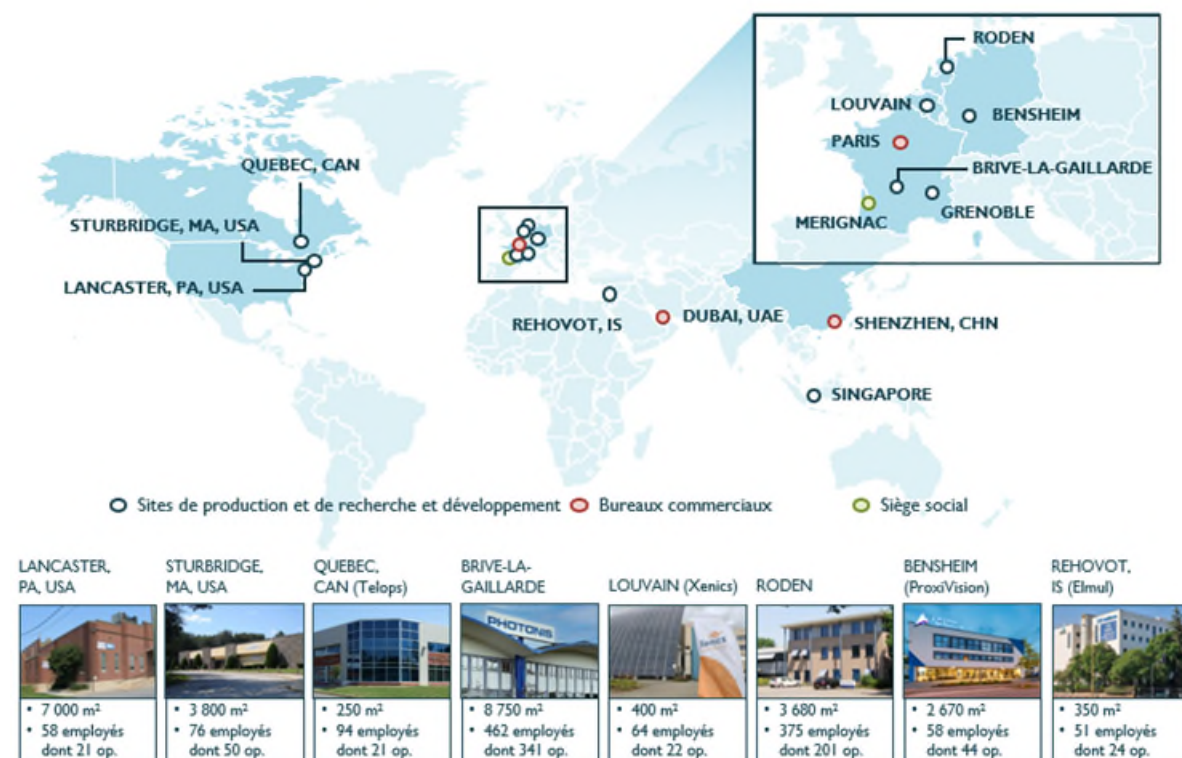 RODEN
LOUVAIN
BENSHEIM
PARIS
BRIVE-LA-GAILLARDE
GRENOBLE
MERIGNAC
QUEBEC, CAN
STURBRIDGE, MA, USA
LANCASTER, PA, USA
REHOVOT, IS
DUBAI, UAE
SHENZHEN, CHN
SINGAPORE
Sites de production et de recherche et développement
Bureaux commerciaux
Siège social
LANCASTER,
PA, USA
• 7 000 m²
• 58 employés
dont 21 op.
STURBRIDGE,
MA, USA
• 3 800 m²
• 76 employés
dont 50 op.
QUEBEC,
CAN (Telops)
• 250 m²
• 94 employés
dont 21 op.
BRIVE-LA-
GAILLARDE
PHOTONIS
• 8 750 m²
• 462 employés
dont 341 op.
LOUVAIN (Xenics)
• 400 m²
• 64 employés
dont 22 op.
RODEN
• 3 680 m²
• 375 employés
dont 201 op.
BENSHEIM
(ProxiVision)
• 2 670 m²
• 58 employés
dont 44 op.
REHOVOT,
IS (Elmul)
• 350 m²
• 51 employés
dont 24 op.